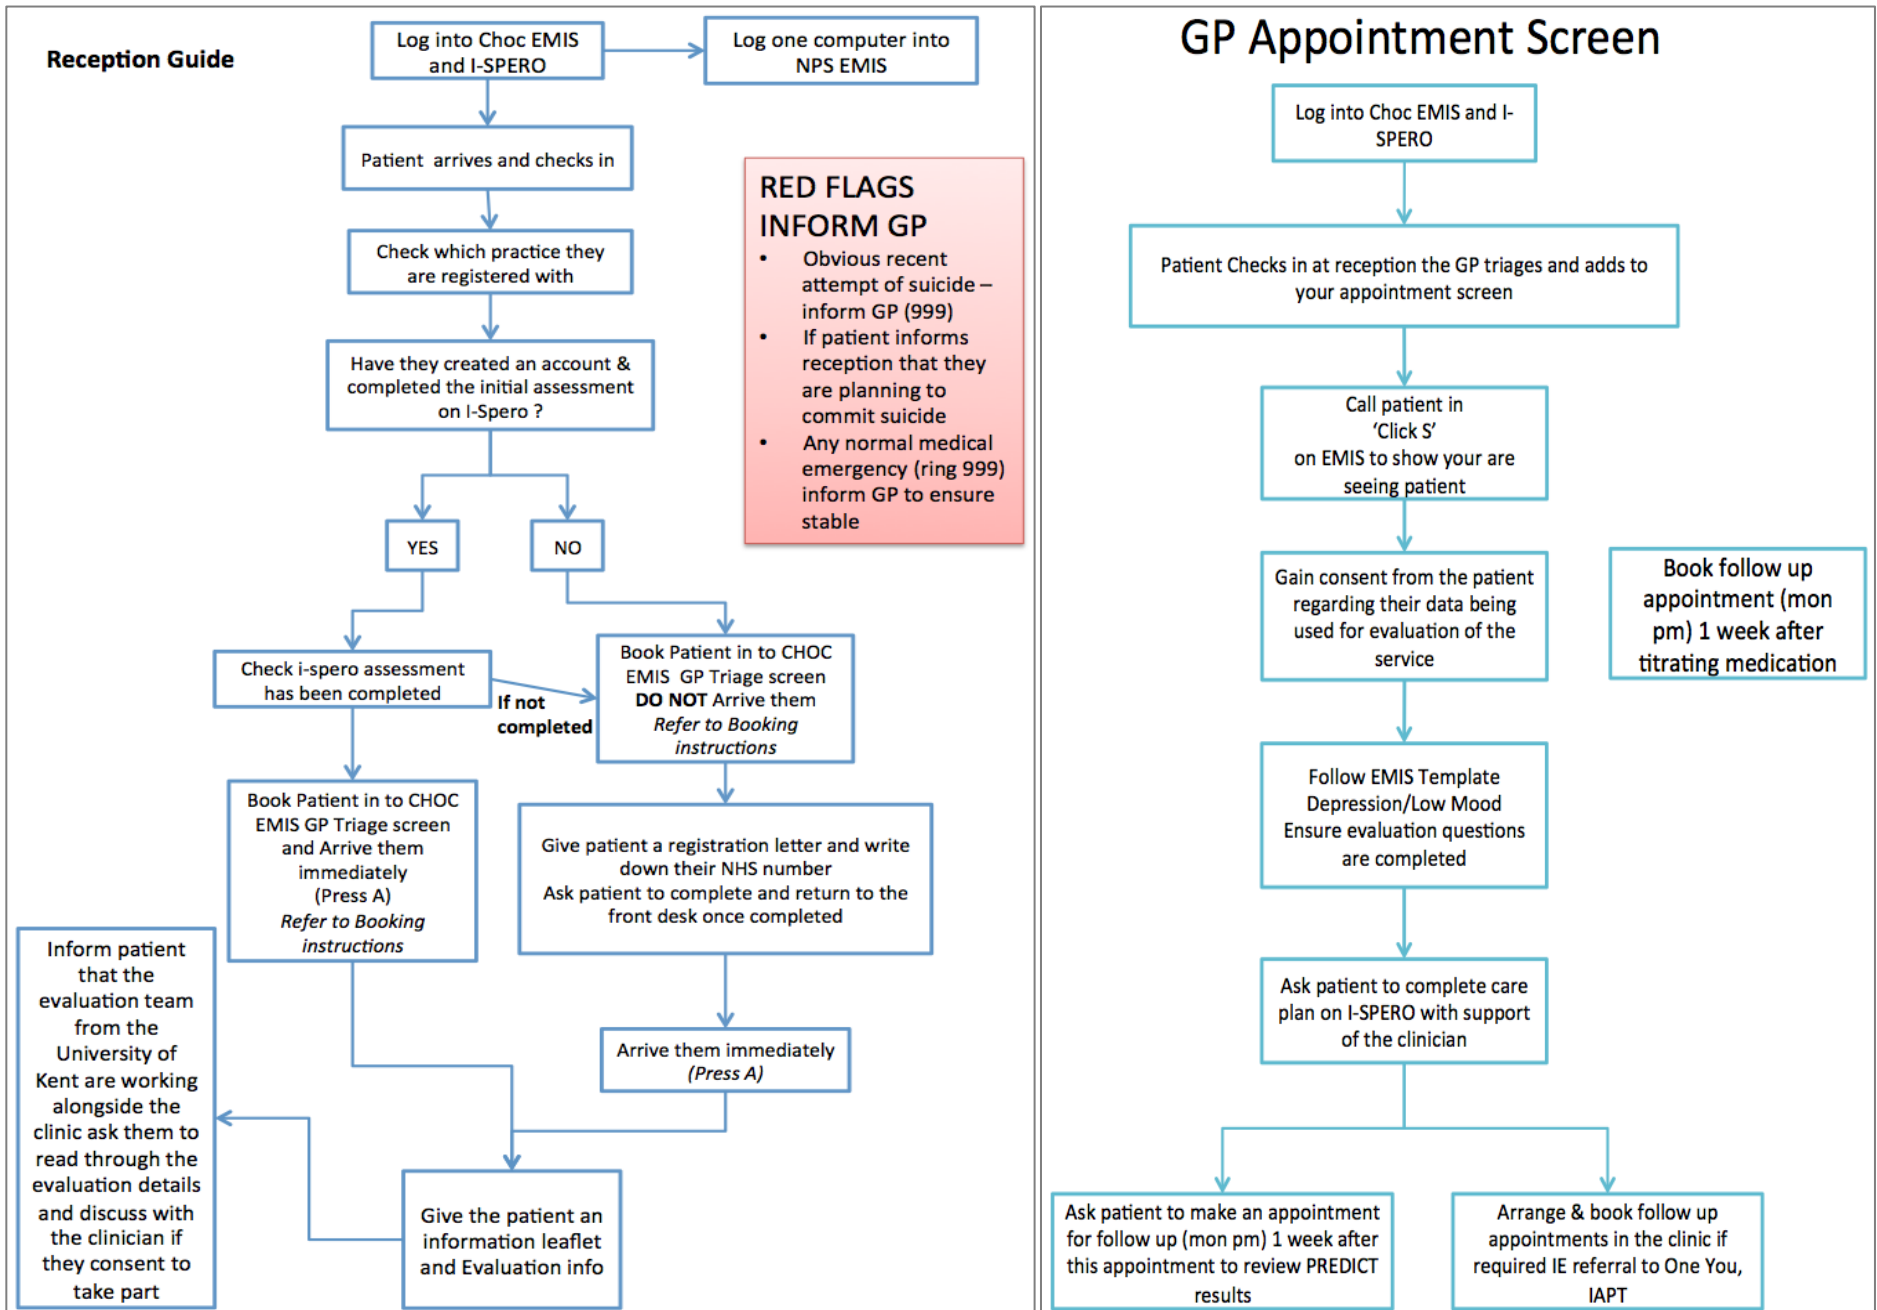 Reception Guide
Log into Choc EMIS
and I-SPERO
Log one computer into
NPS EMIS
Patient arrives and checks in
Check which practice they
are registered with
Have they created an account &
completed the initial assessment
on I-Spero ?
YES
NO
Check i-spero assessment
has been completed
If not
completed
Book Patient in to CHOC
EMIS GP Triage screen
DO NOT Arrive them
Refer to Booking
instructions
Book Patient in to CHOC
EMIS GP Triage screen
and Arrive them
immediately
(Press A)
Refer to Booking
instructions
Give patient a registration letter and write
down their NHS number
Ask patient to complete and return to the
front desk once completed
Arrive them immediately
(Press A)
Give the patient an
information leaflet
and Evaluation info
Inform patient
that the
evaluation team
from the
University of
Kent are working
alongside the
clinic ask them to
read through the
evaluation details
and discuss with
the clinician if
they consent to
take part
RED FLAGS
INFORM GP
• Obvious recent
attempt of suicide –
inform GP (999)
• If patient informs
reception that they
are planning to
commit suicide
• Any normal medical
emergency (ring 999)
inform GP to ensure
stable
GP Appointment Screen
Log into Choc EMIS and I-
SPERO
Patient Checks in at reception the GP triages and adds to
your appointment screen
Call patient in
‘Click S’
on EMIS to show your are
seeing patient
Gain consent from the patient
regarding their data being
used for evaluation of the
service
Book follow up
appointment (mon
pm) 1 week after
titrating medication
Follow EMIS Template
Depression/Low Mood
Ensure evaluation questions
are completed
Ask patient to complete care
plan on I-SPERO with support
of the clinician
Ask patient to make an appointment
for follow up (mon pm) 1 week after
this appointment to review PREDICT
results
Arrange & book follow up
appointments in the clinic if
required IE referral to One You,
IAPT